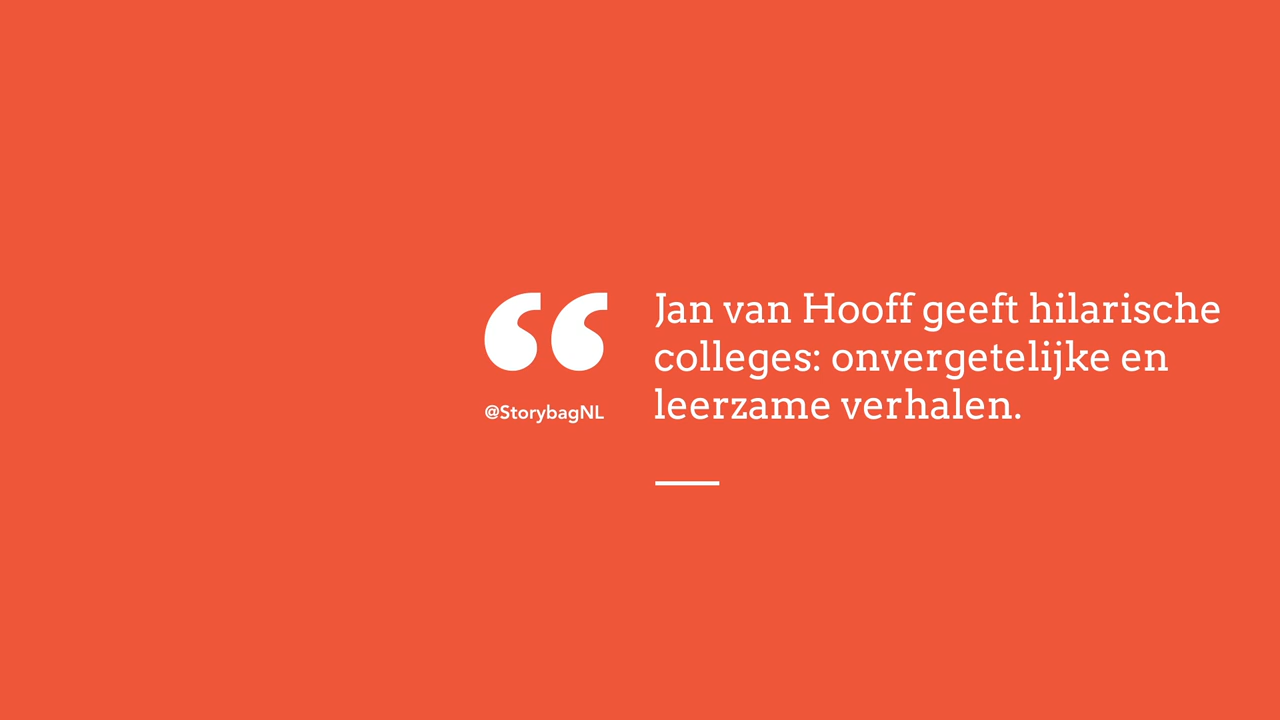 Jan van Hooff geeft hilarische
colleges: onvergetelijke en
leerzame verhalen.
@StorybagNL